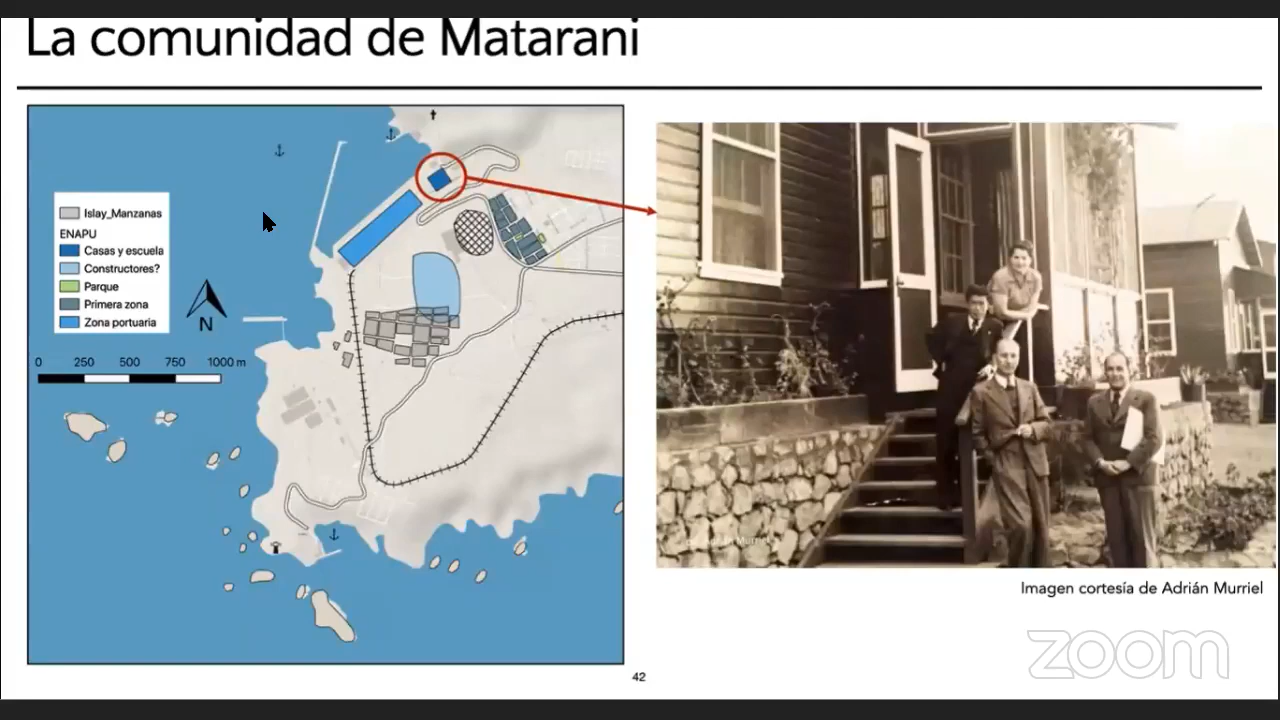 La comunidad de Matarani
Islay_Manzanas
ENAPU
Casas y escuela
Constructores?
Parque
Primera zona
Zona portuaria
N
0 250 500 750 1000 m
Imagen cortesía de Adrián Murriel
zoom
42